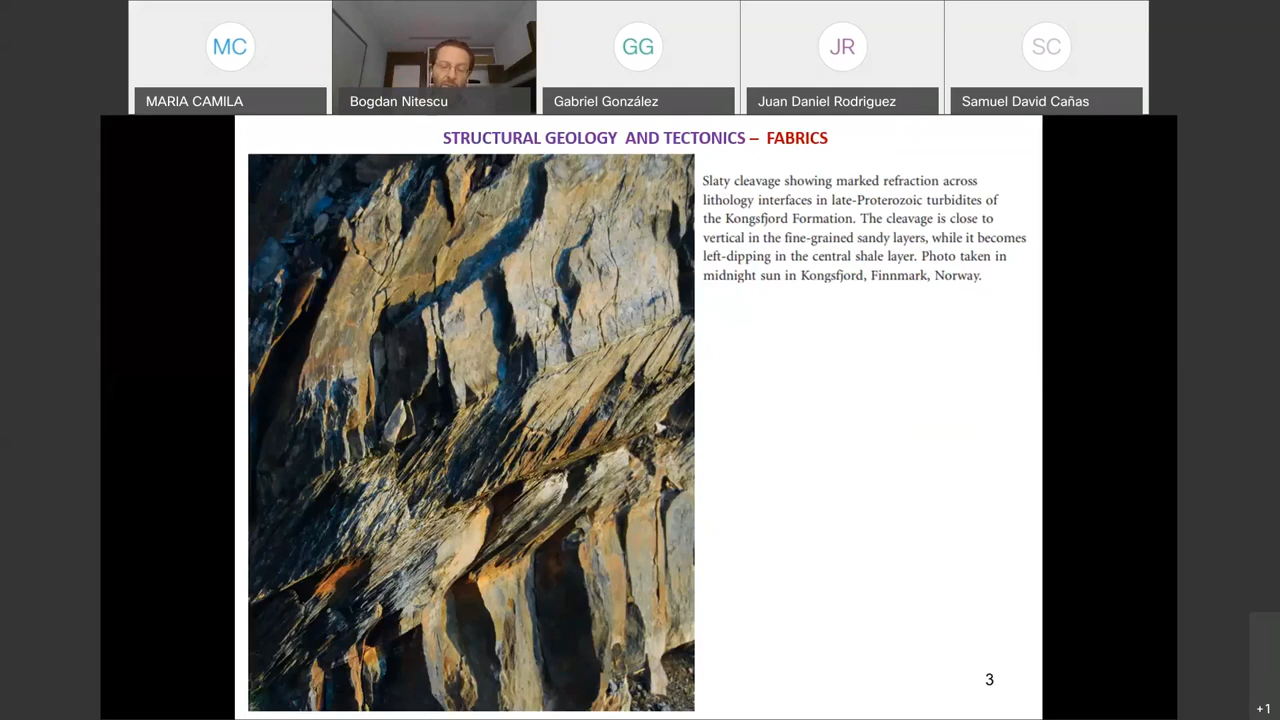 MC
GG
JR
SC
MARIA CAMILA
Bogdan Nitescu
Gabriel González
Juan Daniel Rodriguez
Samuel David Cañas
STRUCTURAL GEOLOGY AND TECTONICS – FABRICS
Slaty cleavage showing marked refraction across
lithology interfaces in late-Proterozoic turbidites of
the Kongsfjord Formation. The cleavage is close to
vertical in the fine-grained sandy layers, while it becomes
left-dipping in the central shale layer. Photo taken in
midnight sun in Kongsfjord, Finnmark, Norway.
3
+1